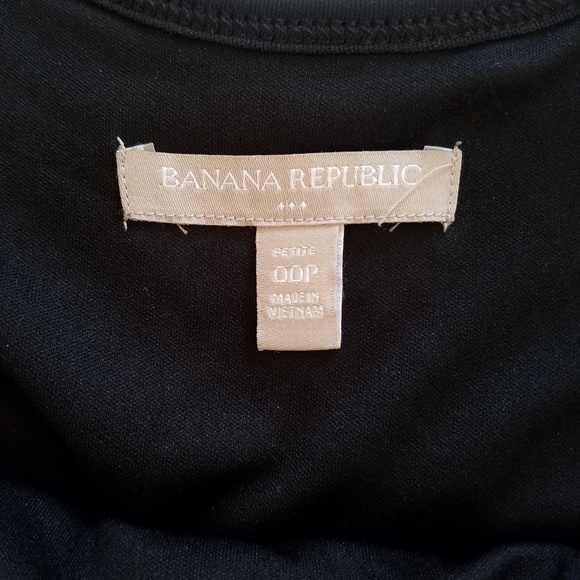 BANANA REPUBLIC
PETITE
00P
MADE IN
VIETNAM